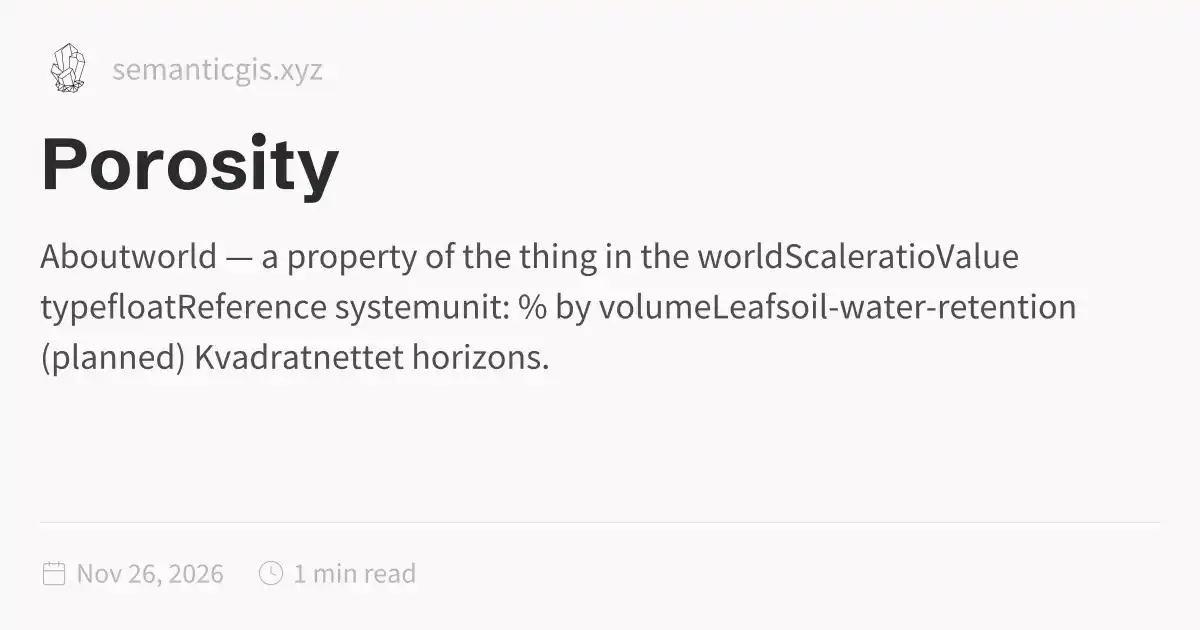 semanticgis.xyz
Porosity
Aboutworld — a property of the thing in the worldScaleratioValue
typefloatReference systemunit: % by volumeLeafsoil-water-retention
(planned) Kvadratnettet horizons.
Nov 26, 2026 1 min read